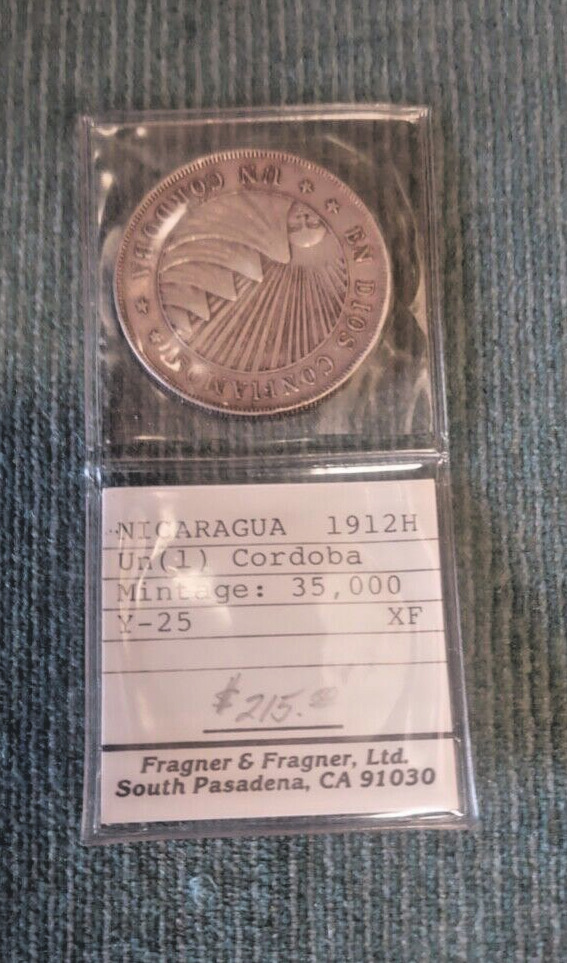 UN CORDOBA
EN DIOS CONFIAMOS
NICARAGUA 1912H
Un(1) Cordoba
Mintage: 35,000
Y-25 XF
$215.00
Fragner & Fragner, Ltd.
South Pasadena, CA 91030